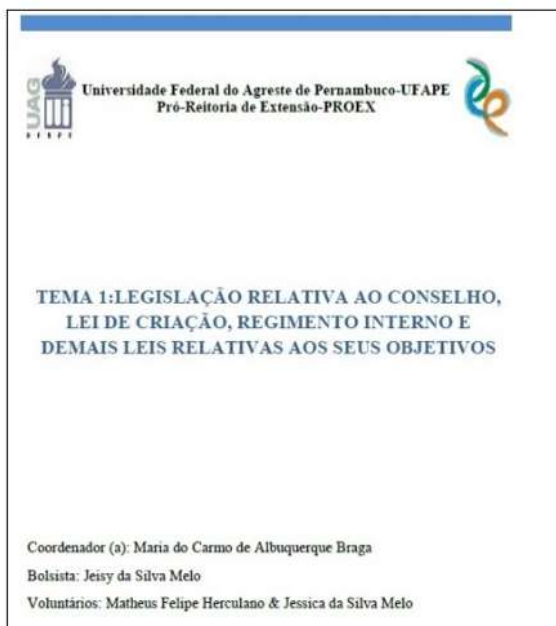 UAG
UFRPE
Universidade Federal do Agreste de Pernambuco-UFAPE
Pró-Reitoria de Extensão-PROEX
TEMA 1:LEGISLAÇÃO RELATIVA AO CONSELHO,
LEI DE CRIAÇÃO, REGIMENTO INTERNO E
DEMAIS LEIS RELATIVAS AOS SEUS OBJETIVOS
Coordenador (a): Maria do Carmo de Albuquerque Braga
Bolsista: Jeisy da Silva Melo
Voluntários: Matheus Felipe Herculano & Jessica da Silva Melo